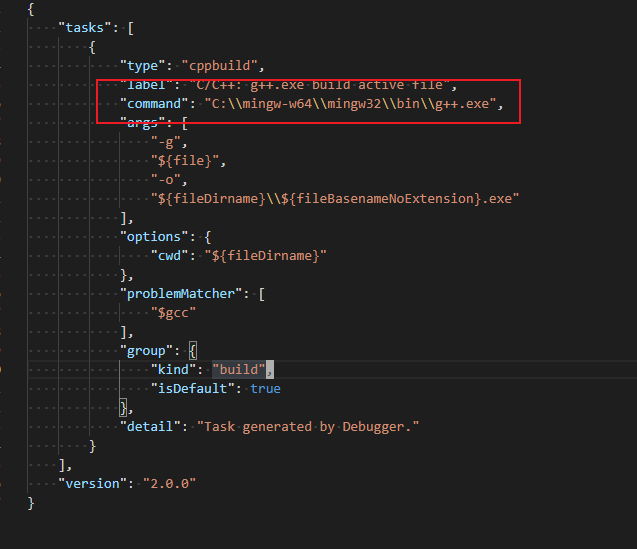 {
"tasks": [
{
"type": "cppbuild",
"label": "C/C++: g++.exe build active file",
"command": "C:\\mingw-w64\\mingw32\\bin\\g++.exe",
"args": [
"-g",
"${file}",
"-o",
"${fileDirname}\\${fileBasenameNoExtension}.exe"
],
"options": {
"cwd": "${fileDirname}"
},
"problemMatcher": [
"$gcc"
],
"group": {
"kind": "build",
"isDefault": true
},
"detail": "Task generated by Debugger."
}
],
"version": "2.0.0"
}